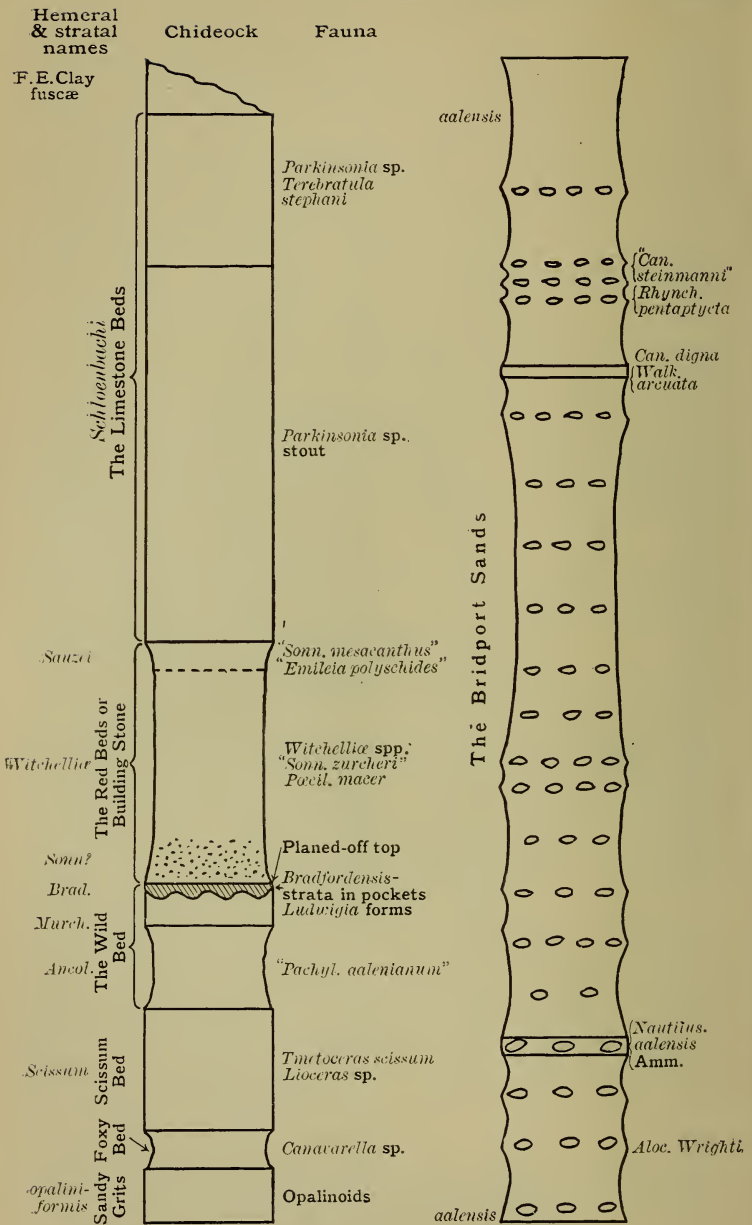 Hemeral
& stratal
names
Chideock
Fauna
F.E.Clay
fuscæ
Schloenbachi
The Limestone Beds
Parkinsonia sp.
Terebratula
stephani
Parkinsonia sp.
stout
Sauzei
"Sonn. mesacanthus"
"Emileia polyschides"
The Red Beds or
Building Stone
Witchelliæ
Witchelliæ spp.
"Sonn. zurcheri"
Pœcil. macer
Sonn?
Planed-off top
Brad.
Bradfordensis-
strata in pockets
Ludwigia forms
Murch.
The Wild
Bed
Ancol.
"Pachyl. aalenianum"
Scissum
Scissum
Bed
Tmetoceras scissum
Lioceras sp.
Foxy
Bed
Canavarella sp.
opalini-
formis
Sandy
Grits
Opalinoids
aalensis
"Can.
steinmanni"
Rhynch.
pentaptycta
Can. digna
Walk.
arcuata
The Bridport Sands
Nautilus.
aalensis
Amm.
Aloc. Wrighti.
aalensis